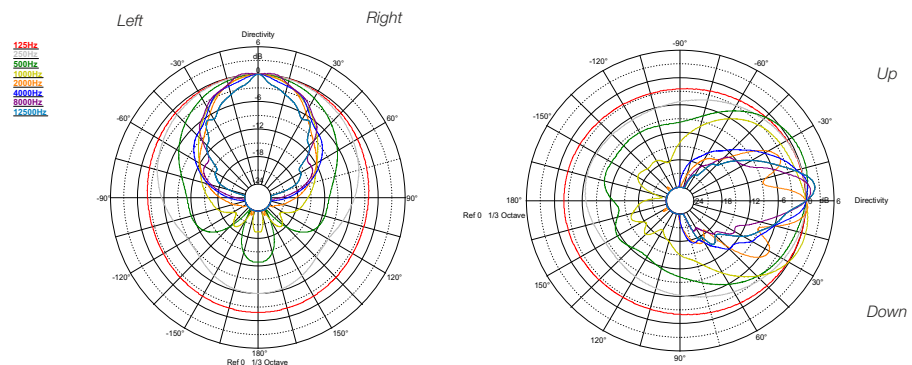 Left
Right
125Hz
250Hz
500Hz
1000Hz
2000Hz
4000Hz
8000Hz
12500Hz
Directivity
6
dB
0
-6
-12
-18
-30°
30°
-60°
60°
-90°
90°
-120°
120°
-150°
150°
180°
Ref 0 1/3 Octave
Up
-90°
-120°
-60°
-150°
-30°
180°
Ref 0 1/3 Octave
-24
-18
-12
-6
dB
6
Directivity
150°
30°
120°
60°
90°
Down